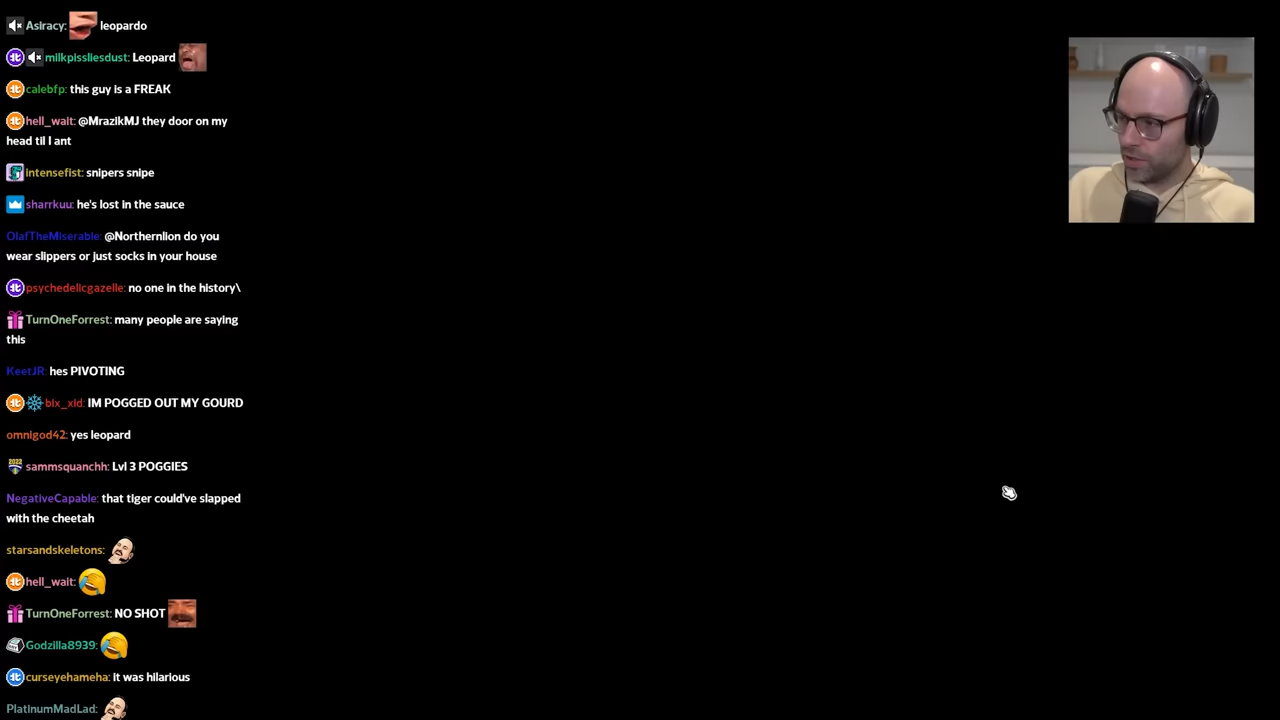 Asiracy: leopardo
milkpissliesdust: Leopard
calebfp: this guy is a FREAK
hell_wait: @MrazikMJ they door on my
head til I ant
intensefist: snipers snipe
sharrkuu: he's lost in the sauce
OlafTheMiserable: @Northernlion do you
wear slippers or just socks in your house
psychedelicgazelle: no one in the history\
TurnOneForrest: many people are saying
this
KeetJR: hes PIVOTING
bix_xid: IM POGGED OUT MY GOURD
omnigod42: yes leopard
sammsquanchh: Lvl 3 POGGIES
NegativeCapable: that tiger could've slapped
with the cheetah
starsandskeletons:
hell_wait:
TurnOneForrest: NO SHOT
Godzilla8939:
curseyehameha: it was hilarious
PlatinumMadLad: